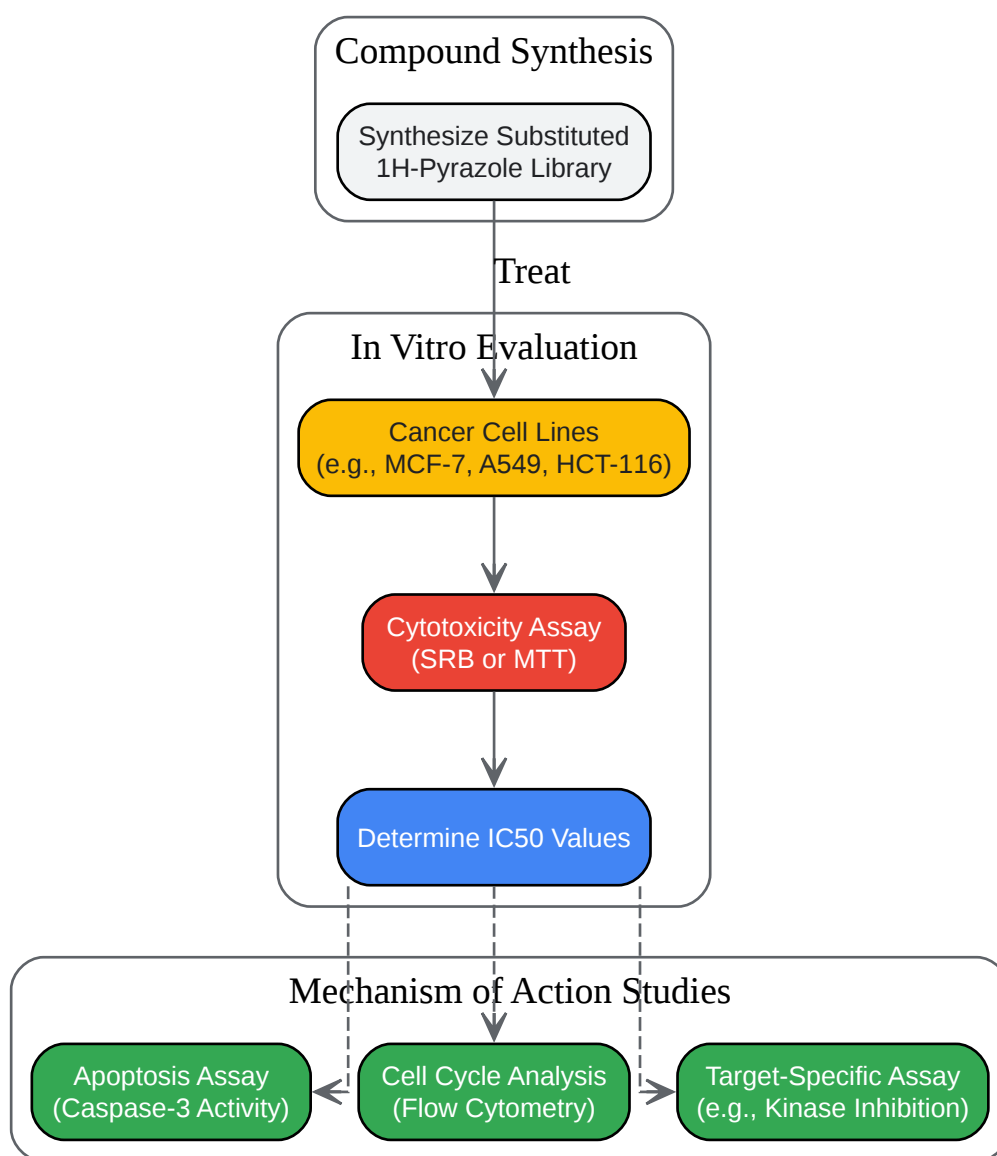 Compound Synthesis
Synthesize Substituted
1H-Pyrazole Library
Treat
In Vitro Evaluation
Cancer Cell Lines
(e.g., MCF-7, A549, HCT-116)
Cytotoxicity Assay
(SRB or MTT)
Determine IC50 Values
Mechanism of Action Studies
Apoptosis Assay
(Caspase-3 Activity)
Cell Cycle Analysis
(Flow Cytometry)
Target-Specific Assay
(e.g., Kinase Inhibition)